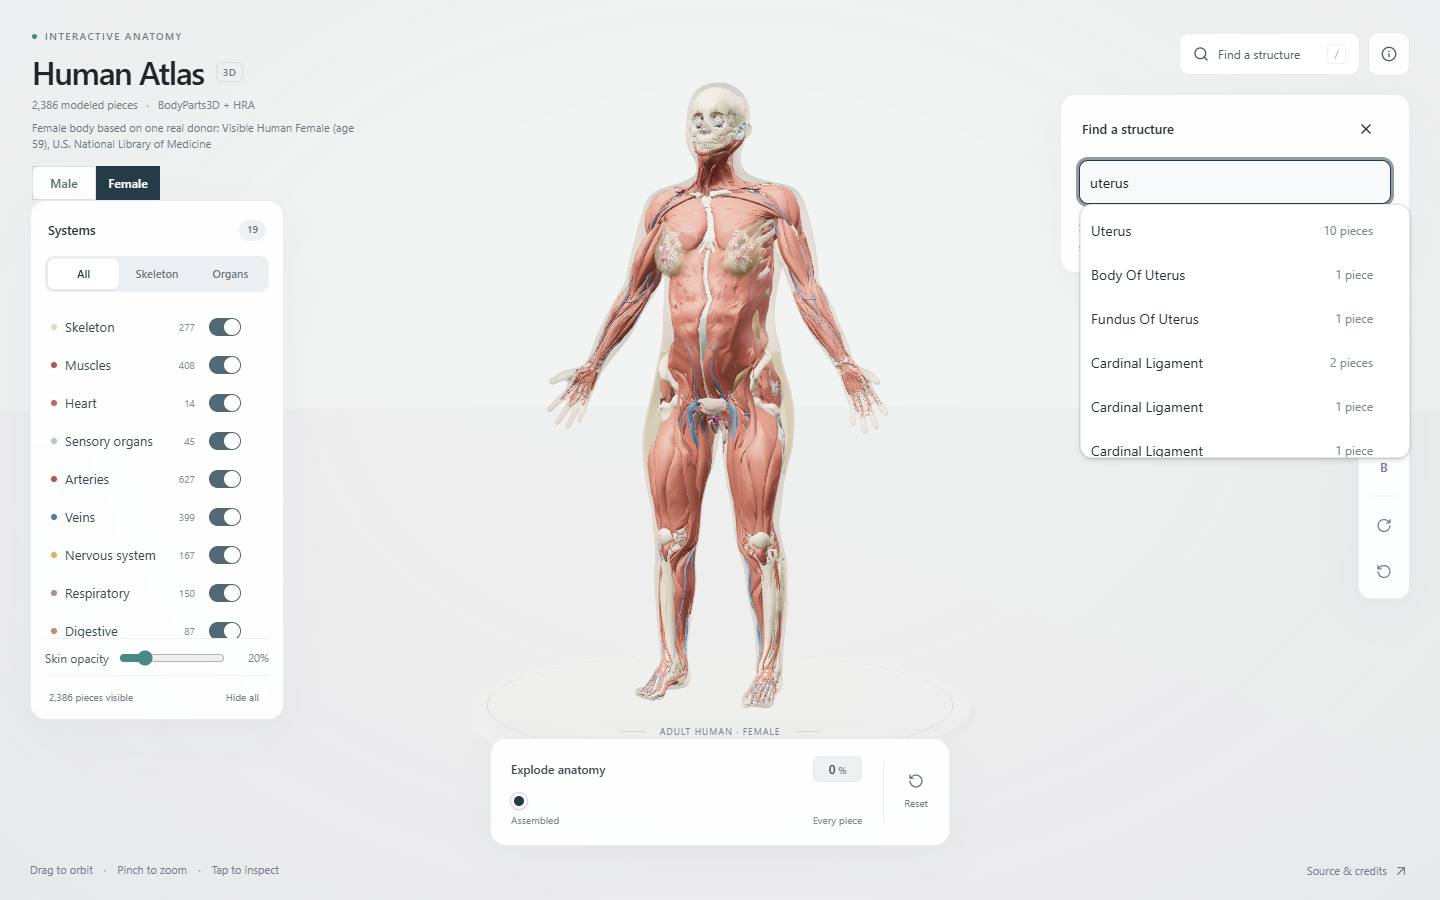 INTERACTIVE ANATOMY
Human Atlas 3D
2,386 modeled pieces · BodyParts3D + HRA
Female body based on one real donor: Visible Human Female (age
59), U.S. National Library of Medicine
Male Female
Systems 19
All Skeleton Organs
Skeleton 277
Muscles 408
Heart 14
Sensory organs 45
Arteries 627
Veins 399
Nervous system 167
Respiratory 150
Digestive 87
Skin opacity 20%
2,386 pieces visible Hide all
Find a structure /
Find a structure
uterus
Uterus 10 pieces
Body Of Uterus 1 piece
Fundus Of Uterus 1 piece
Cardinal Ligament 2 pieces
Cardinal Ligament 1 piece
Cardinal Ligament 1 piece
B
ADULT HUMAN · FEMALE
Explode anatomy 0 %
Assembled Every piece
Reset
Drag to orbit · Pinch to zoom · Tap to inspect
Source & credits